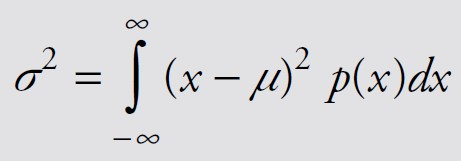 σ² = ∫_{-∞}^{∞} (x − μ)² p(x)dx